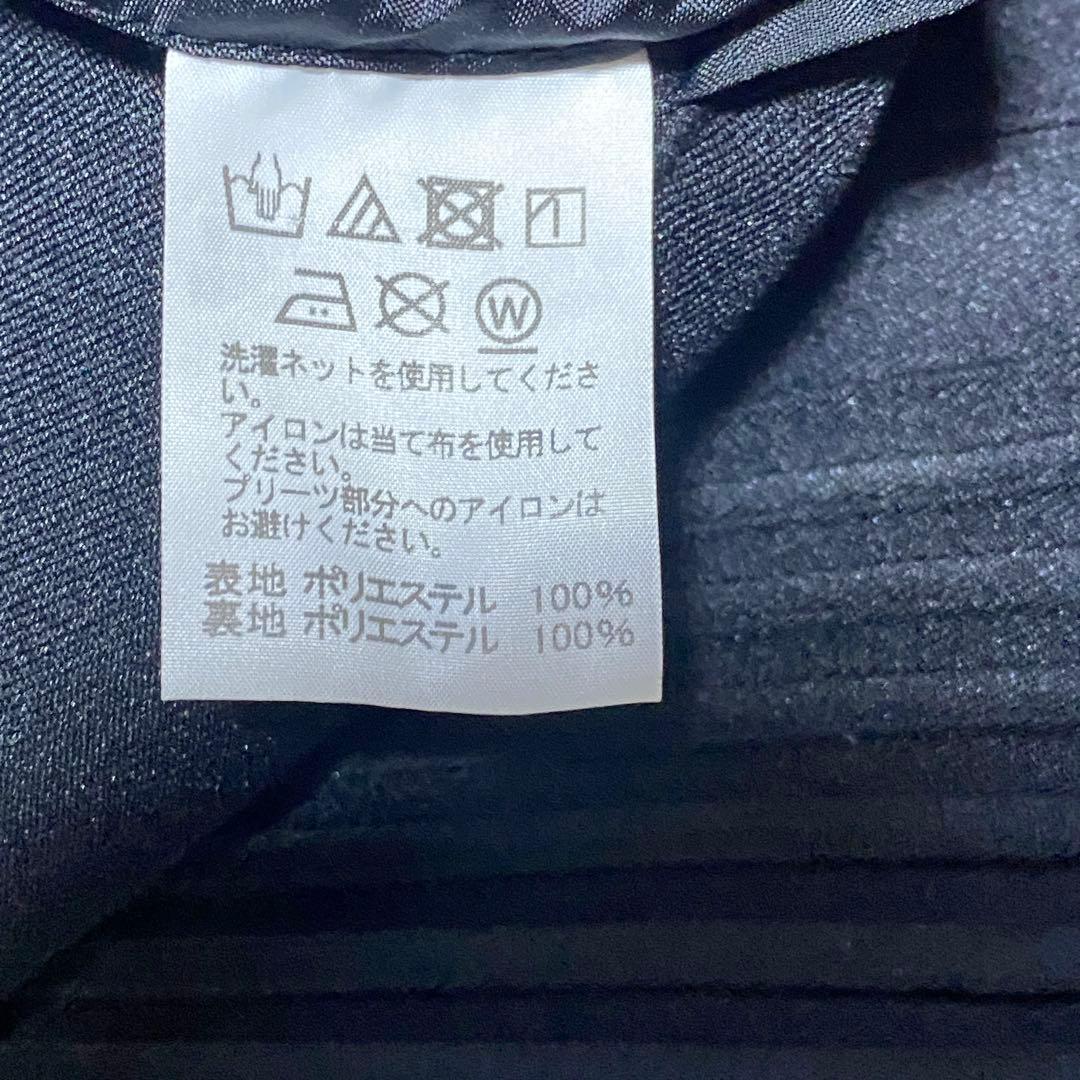 W
洗濯ネットを使用してくださ
い。
アイロンは当て布を使用して
ください。
プリーツ部分へのアイロンは
お避けください。
表地 ポリエステル 100%
裏地 ポリエステル 100%